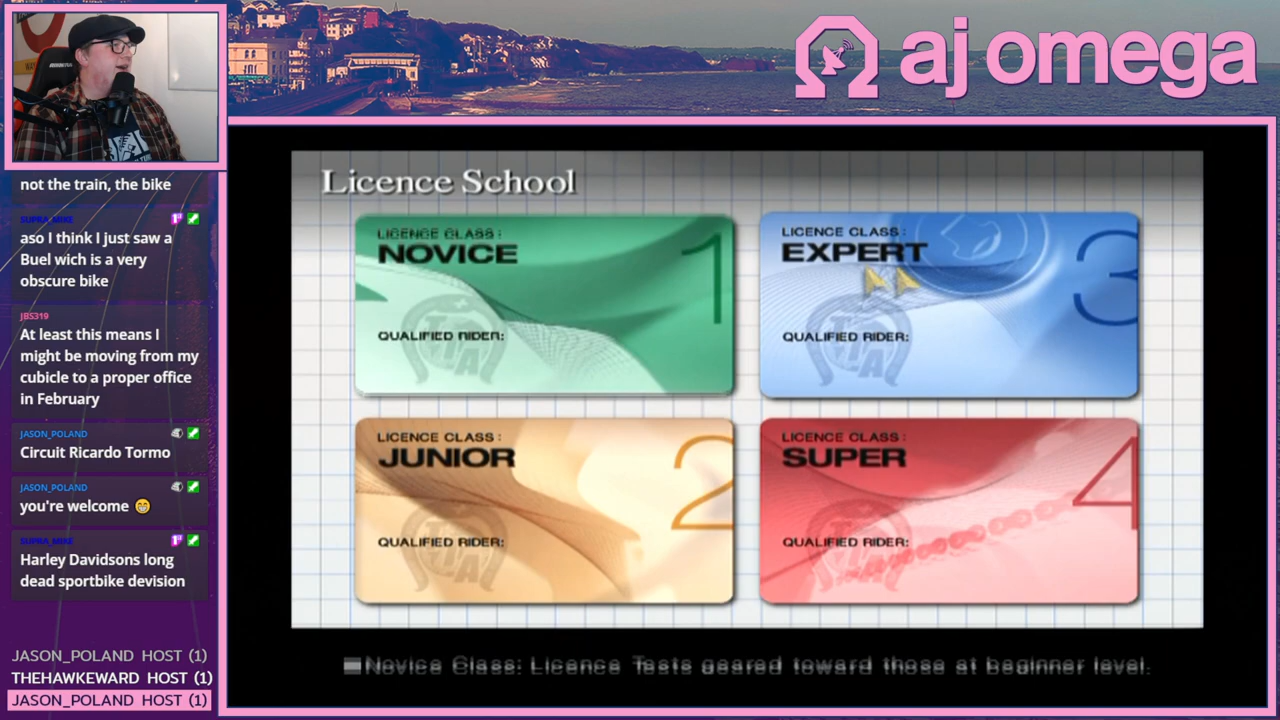 aj omega
not the train, the bike
SUPRA_MIKE
aso I think I just saw a
Buel wich is a very
obscure bike
JBS319
At least this means I
might be moving from my
cubicle to a proper office
in February
JASON_POLAND
Circuit Ricardo Tormo
JASON_POLAND
you're welcome 😁
SUPRA_MIKE
Harley Davidsons long
dead sportbike devision
JASON_POLAND HOST (1)
THEHAWKEWARD HOST (1)
JASON_POLAND HOST (1)
Licence School
LICENCE CLASS :
NOVICE
1
QUALIFIED RIDER:
LICENCE CLASS :
EXPERT
3
QUALIFIED RIDER:
LICENCE CLASS :
JUNIOR
2
QUALIFIED RIDER:
LICENCE CLASS :
SUPER
4
QUALIFIED RIDER:
Novice Class: Licence Tests geared toward those at beginner level.